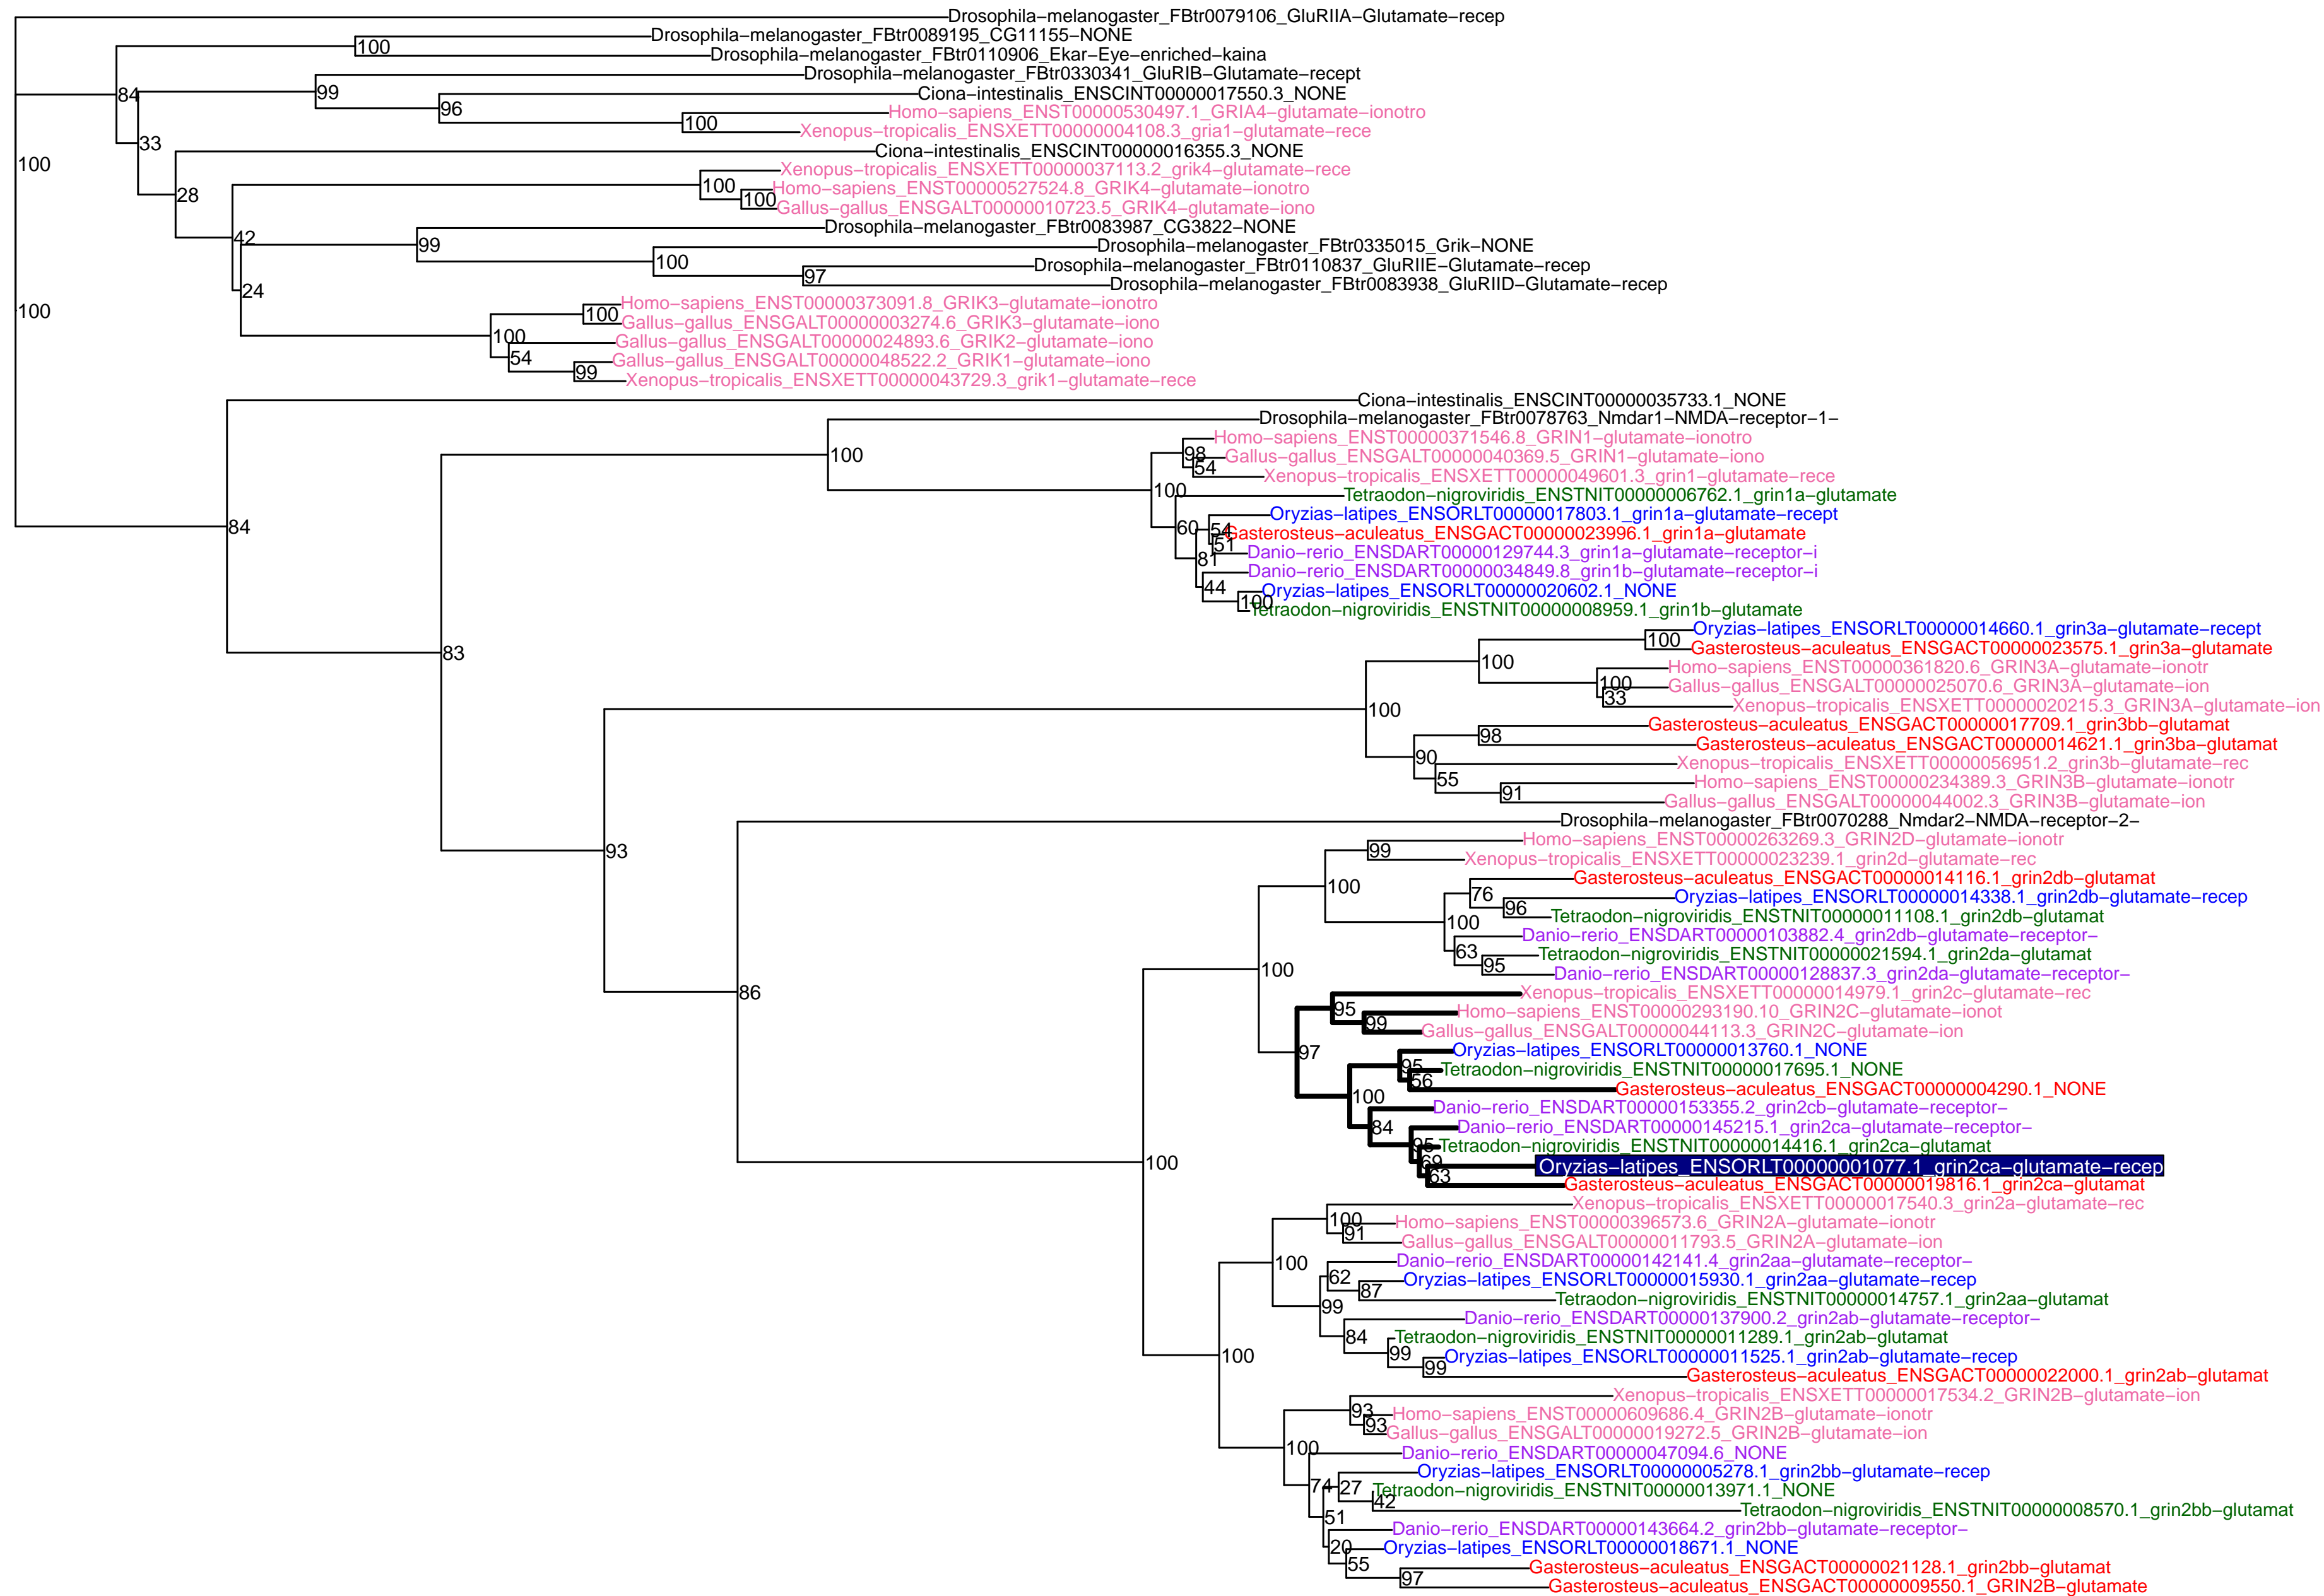 Drosophila−melanogaster_FBtr0079106_GluRIIA−Glutamate−recep
Drosophila−melanogaster_FBtr0089195_CG11155−NONE
100
Drosophila−melanogaster_FBtr0110906_Ekar−Eye−enriched−kaina
Drosophila−melanogaster_FBtr0330341_GluRIB−Glutamate−recept
84
99
Ciona−intestinalis_ENSCINT00000017550.3_NONE
96
Homo−sapiens_ENST00000530497.1_GRIA4−glutamate−ionotro
100
Xenopus−tropicalis_ENSXETT00000004108.3_gria1−glutamate−rece
33
Ciona−intestinalis_ENSCINT00000016355.3_NONE
100
Xenopus−tropicalis_ENSXETT00000037113.2_grik4−glutamate−rece
100
Homo−sapiens_ENST00000527524.8_GRIK4−glutamate−ionotro
28
100
Gallus−gallus_ENSGALT00000010723.5_GRIK4−glutamate−iono
Drosophila−melanogaster_FBtr0083987_CG3822−NONE
42
99
Drosophila−melanogaster_FBtr0335015_Grik−NONE
100
Drosophila−melanogaster_FBtr0110837_GluRIIE−Glutamate−recep
97
Drosophila−melanogaster_FBtr0083938_GluRIID−Glutamate−recep
24
Homo−sapiens_ENST00000373091.8_GRIK3−glutamate−ionotro
100
100
Gallus−gallus_ENSGALT00000003274.6_GRIK3−glutamate−iono
100
Gallus−gallus_ENSGALT00000024893.6_GRIK2−glutamate−iono
54
Gallus−gallus_ENSGALT00000048522.2_GRIK1−glutamate−iono
99
Xenopus−tropicalis_ENSXETT00000043729.3_grik1−glutamate−rece
Ciona−intestinalis_ENSCINT00000035733.1_NONE
Drosophila−melanogaster_FBtr0078763_Nmdar1−NMDA−receptor−1−
Homo−sapiens_ENST00000371546.8_GRIN1−glutamate−ionotro
100
98
Gallus−gallus_ENSGALT00000040369.5_GRIN1−glutamate−iono
54
Xenopus−tropicalis_ENSXETT00000049601.3_grin1−glutamate−rece
100
Tetraodon−nigroviridis_ENSTNIT00000006762.1_grin1a−glutamate
Oryzias−latipes_ENSORLT00000017803.1_grin1a−glutamate−recept
84
60
54
Gasterosteus−aculeatus_ENSGACT00000023996.1_grin1a−glutamate
51
Danio−rerio_ENSDART00000129744.3_grin1a−glutamate−receptor−i
81
Danio−rerio_ENSDART00000034849.8_grin1b−glutamate−receptor−i
44
Oryzias−latipes_ENSORLT00000020602.1_NONE
100
Tetraodon−nigroviridis_ENSTNIT00000008959.1_grin1b−glutamate
Oryzias−latipes_ENSORLT00000014660.1_grin3a−glutamate−recept
100
Gasterosteus−aculeatus_ENSGACT00000023575.1_grin3a−glutamate
83
100
Homo−sapiens_ENST00000361820.6_GRIN3A−glutamate−ionotr
100
Gallus−gallus_ENSGALT00000025070.6_GRIN3A−glutamate−ion
33
Xenopus−tropicalis_ENSXETT00000020215.3_GRIN3A−glutamate−ion
100
Gasterosteus−aculeatus_ENSGACT00000017709.1_grin3bb−glutamat
98
Gasterosteus−aculeatus_ENSGACT00000014621.1_grin3ba−glutamat
90
Xenopus−tropicalis_ENSXETT00000056951.2_grin3b−glutamate−rec
55
Homo−sapiens_ENST00000234389.3_GRIN3B−glutamate−ionotr
91
Gallus−gallus_ENSGALT00000044002.3_GRIN3B−glutamate−ion
Drosophila−melanogaster_FBtr0070288_Nmdar2−NMDA−receptor−2−
Homo−sapiens_ENST00000263269.3_GRIN2D−glutamate−ionotr
93
99
Xenopus−tropicalis_ENSXETT00000023239.1_grin2d−glutamate−rec
100
Gasterosteus−aculeatus_ENSGACT00000014116.1_grin2db−glutamat
76
Oryzias−latipes_ENSORLT00000014338.1_grin2db−glutamate−recep
96
Tetraodon−nigroviridis_ENSTNIT00000011108.1_grin2db−glutamat
100
Danio−rerio_ENSDART00000103882.4_grin2db−glutamate−receptor−
63
Tetraodon−nigroviridis_ENSTNIT00000021594.1_grin2da−glutamat
100
95
Danio−rerio_ENSDART00000128837.3_grin2da−glutamate−receptor−
86
Xenopus−tropicalis_ENSXETT00000014979.1_grin2c−glutamate−rec
95
Homo−sapiens_ENST00000293190.10_GRIN2C−glutamate−ionot
99
Gallus−gallus_ENSGALT00000044113.3_GRIN2C−glutamate−ion
97
Oryzias−latipes_ENSORLT00000013760.1_NONE
95
Tetraodon−nigroviridis_ENSTNIT00000017695.1_NONE
56
Gasterosteus−aculeatus_ENSGACT00000004290.1_NONE
100
Danio−rerio_ENSDART00000153355.2_grin2cb−glutamate−receptor−
84
Danio−rerio_ENSDART00000145215.1_grin2ca−glutamate−receptor−
95
Tetraodon−nigroviridis_ENSTNIT00000014416.1_grin2ca−glutamat
100
69
Oryzias−latipes_ENSORLT00000001077.1_grin2ca−glutamate−recep
63
Gasterosteus−aculeatus_ENSGACT00000019816.1_grin2ca−glutamat
Xenopus−tropicalis_ENSXETT00000017540.3_grin2a−glutamate−rec
100
Homo−sapiens_ENST00000396573.6_GRIN2A−glutamate−ionotr
91
Gallus−gallus_ENSGALT00000011793.5_GRIN2A−glutamate−ion
100
Danio−rerio_ENSDART00000142141.4_grin2aa−glutamate−receptor−
62
Oryzias−latipes_ENSORLT00000015930.1_grin2aa−glutamate−recep
87
Tetraodon−nigroviridis_ENSTNIT00000014757.1_grin2aa−glutamat
99
Danio−rerio_ENSDART00000137900.2_grin2ab−glutamate−receptor−
84
Tetraodon−nigroviridis_ENSTNIT00000011289.1_grin2ab−glutamat
100
99
Oryzias−latipes_ENSORLT00000011525.1_grin2ab−glutamate−recep
99
Gasterosteus−aculeatus_ENSGACT00000022000.1_grin2ab−glutamat
Xenopus−tropicalis_ENSXETT00000017534.2_GRIN2B−glutamate−ion
93
Homo−sapiens_ENST00000609686.4_GRIN2B−glutamate−ionotr
93
Gallus−gallus_ENSGALT00000019272.5_GRIN2B−glutamate−ion
100
Danio−rerio_ENSDART00000047094.6_NONE
Oryzias−latipes_ENSORLT00000005278.1_grin2bb−glutamate−recep
74
27
Tetraodon−nigroviridis_ENSTNIT00000013971.1_NONE
42
Tetraodon−nigroviridis_ENSTNIT00000008570.1_grin2bb−glutamat
51
Danio−rerio_ENSDART00000143664.2_grin2bb−glutamate−receptor−
20
Oryzias−latipes_ENSORLT00000018671.1_NONE
55
Gasterosteus−aculeatus_ENSGACT00000021128.1_grin2bb−glutamat
97
Gasterosteus−aculeatus_ENSGACT00000009550.1_GRIN2B−glutamate